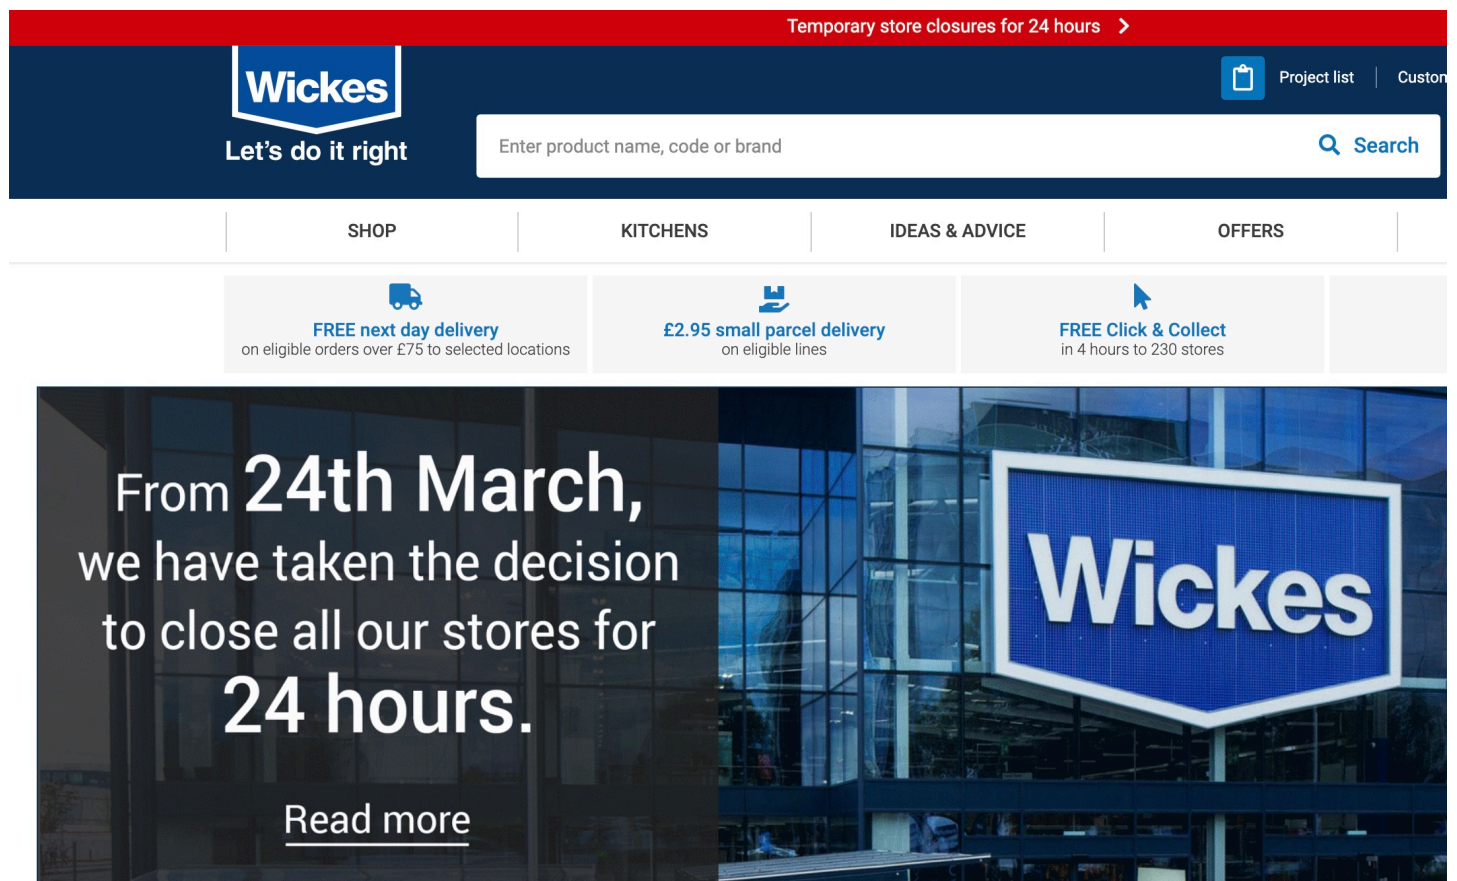 Temporary store closures for 24 hours
Wickes
Let's do it right
Project list
Custom
Enter product name, code or brand
Search
SHOP
KITCHENS
IDEAS & ADVICE
OFFERS
FREE next day delivery
on eligible orders over £75 to selected locations
£2.95 small parcel delivery
on eligible lines
FREE Click & Collect
in 4 hours to 230 stores
From 24th March,
we have taken the decision
to close all our stores for
24 hours.
Read more
Wickes